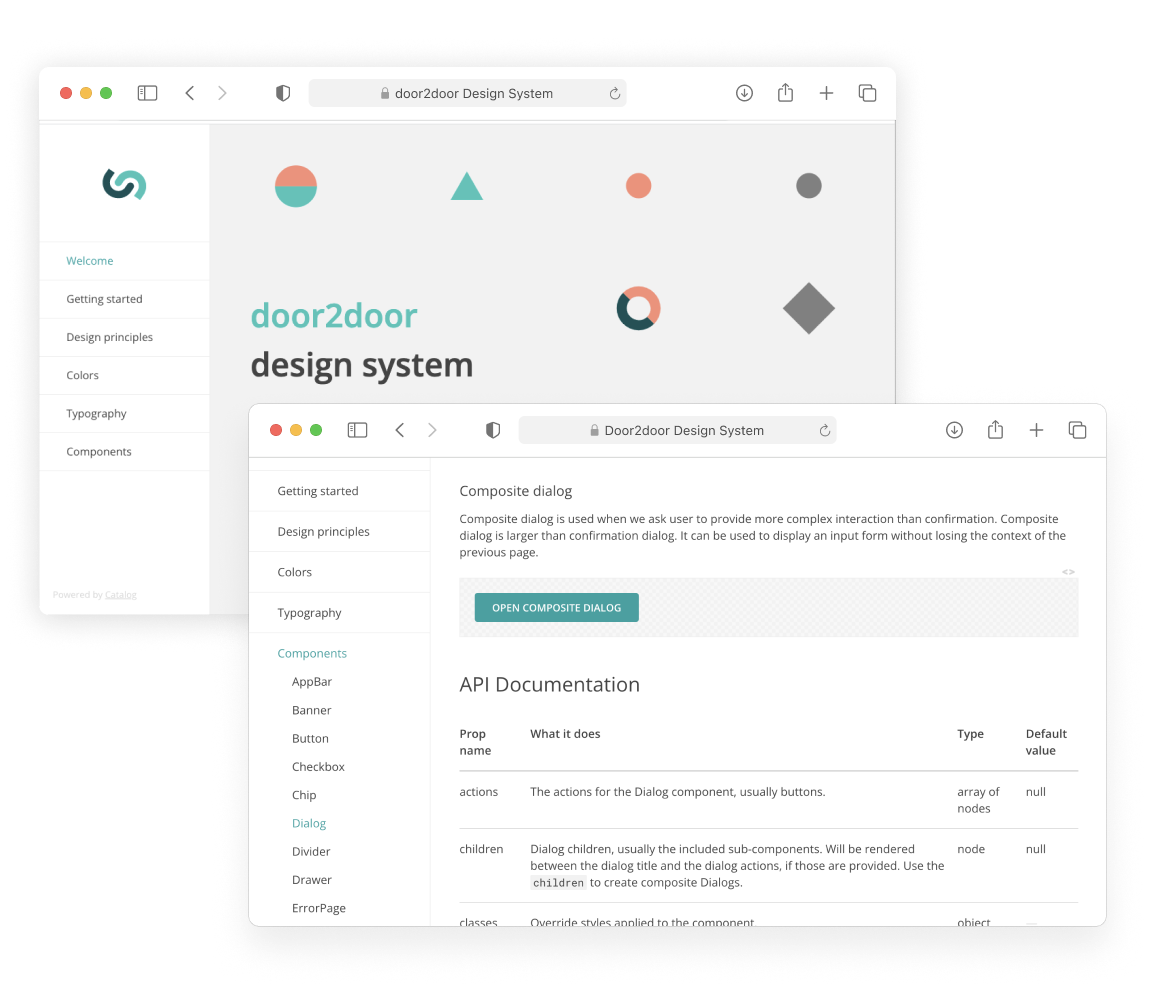 door2door Design System
Welcome
Getting started
Design principles
Colors
Typography
Components
Powered by Catalog
door2door
design system
Door2door Design System
Getting started
Design principles
Colors
Typography
Components
AppBar
Banner
Button
Checkbox
Chip
Dialog
Divider
Drawer
ErrorPage
Composite dialog
Composite dialog is used when we ask user to provide more complex interaction than confirmation. Composite
dialog is larger than confirmation dialog. It can be used to display an input form without losing the context of the
previous page.
<>
OPEN COMPOSITE DIALOG
API Documentation
Prop name What it does Type Default value
actions The actions for the Dialog component, usually buttons. array of nodes null
children Dialog children, usually the included sub-components. Will be rendered node null
between the dialog title and the dialog actions, if those are provided. Use the
children to create composite Dialogs.
classes Override styles applied to the component object